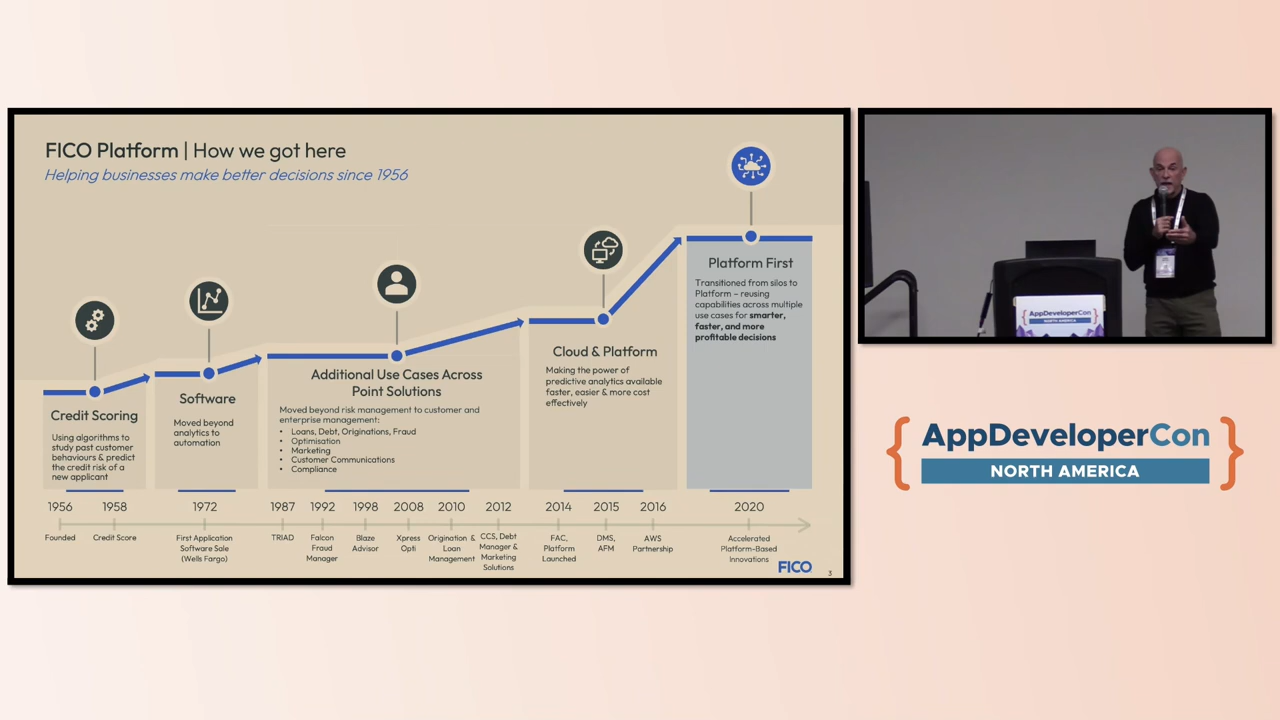 FICO Platform | How we got here
Helping businesses make better decisions since 1956
Credit Scoring
Using algorithms to
study past customer
behaviours & predict
the credit risk of a
new applicant
Software
Moved beyond
analytics to
automation
Additional Use Cases Across
Point Solutions
Moved beyond risk management to customer and
enterprise management:
• Loans, Debt, Originations, Fraud
• Optimisation
• Marketing
• Customer Communications
• Compliance
Cloud & Platform
Making the power of
predictive analytics available
faster, easier & more cost
effectively
Platform First
Transitioned from silos to
Platform – reusing
capabilities across multiple
use cases for smarter,
faster, and more
profitable decisions
1956
Founded
1958
Credit Score
1972
First Application
Software Sale
(Wells Fargo)
1987
TRIAD
1992
Falcon
Fraud
Manager
1998
Blaze
Advisor
2008
Xpress
Opti
2010
Origination &
Loan
Management
2012
CCS, Debt
Manager &
Marketing
Solutions
2014
FAC,
Platform
Launched
2015
DMS,
AFM
2016
AWS
Partnership
2020
Accelerated
Platform-Based
Innovations
FICO
3
AppDeveloperCon
NORTH AMERICA
{ AppDeveloperCon }
NORTH AMERICA